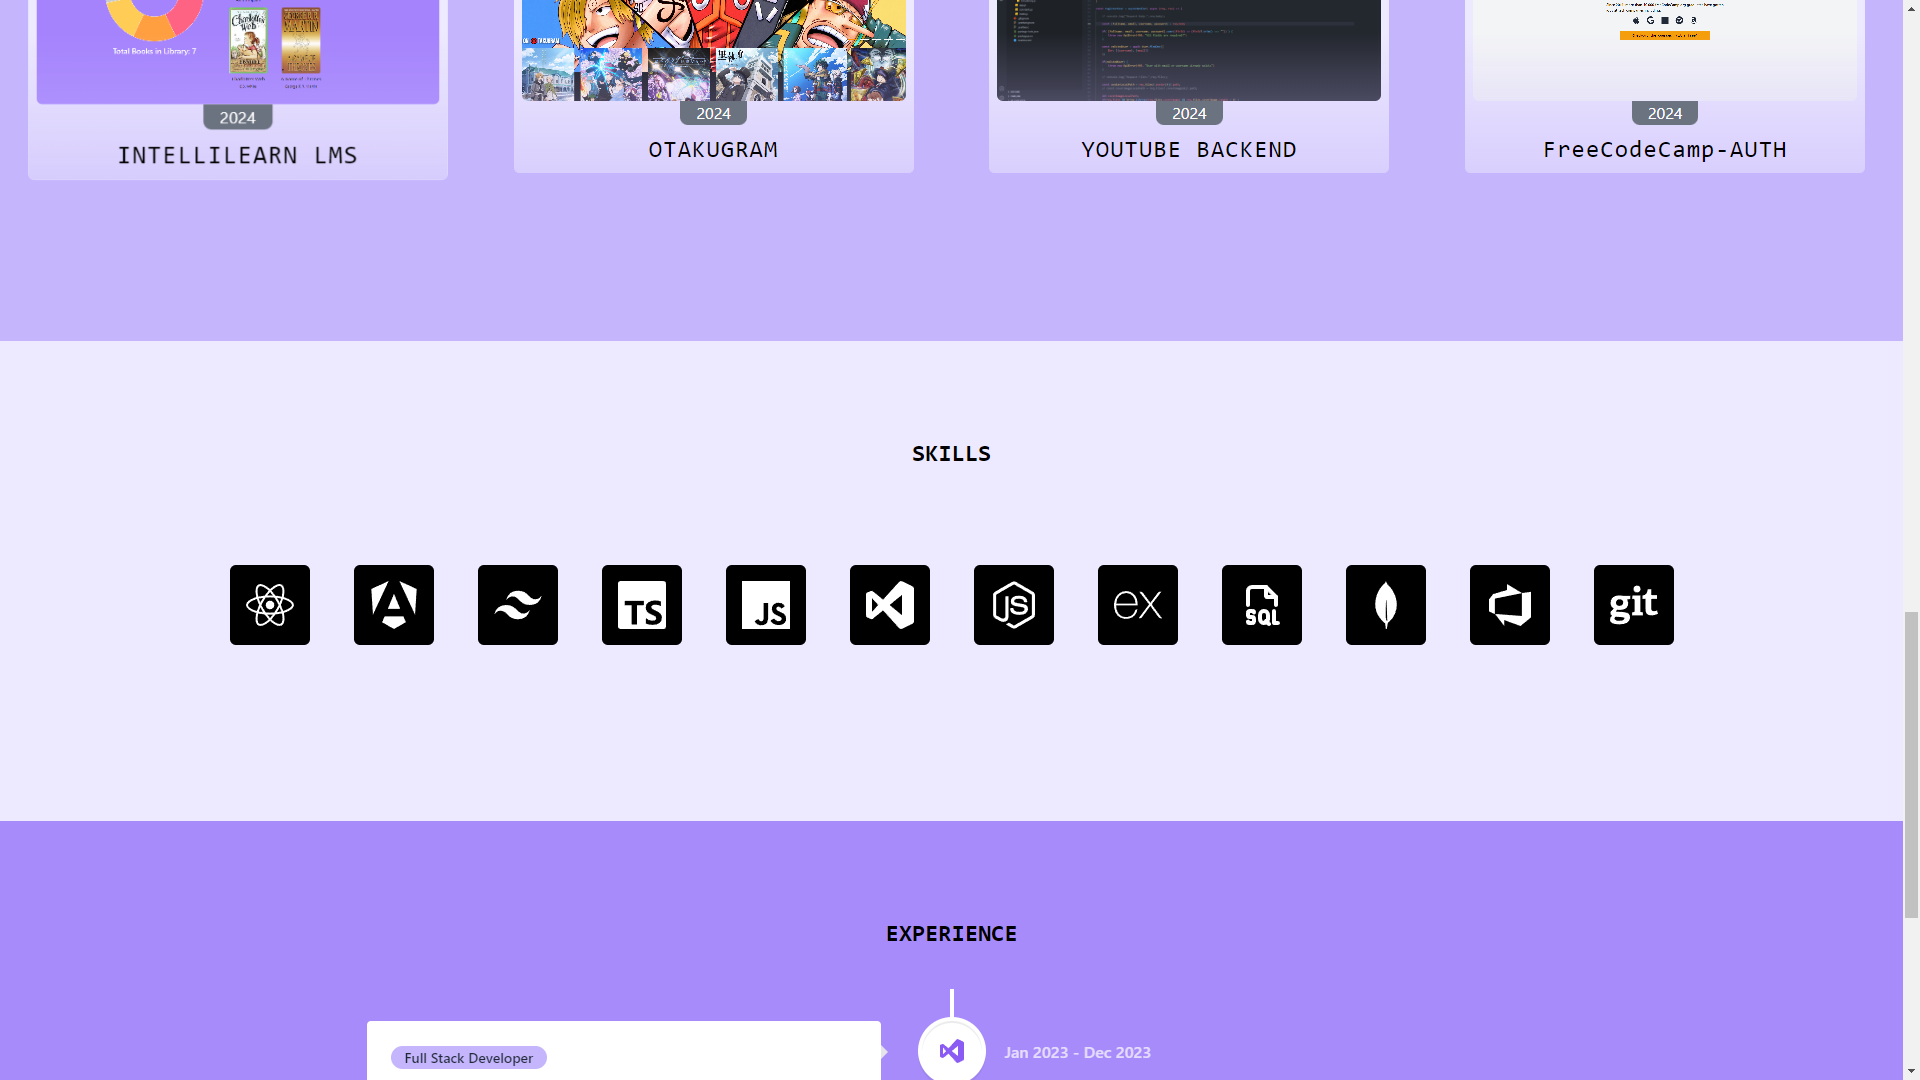 Total Books in Library: 7
2024
INTELLILEARN LMS
2024
OTAKUGRAM
2024
YOUTUBE BACKEND
2024
FreeCodeCamp-AUTH
SKILLS
TS
JS
JS
ex
SQL
git
EXPERIENCE
Full Stack Developer
Jan 2023 - Dec 2023